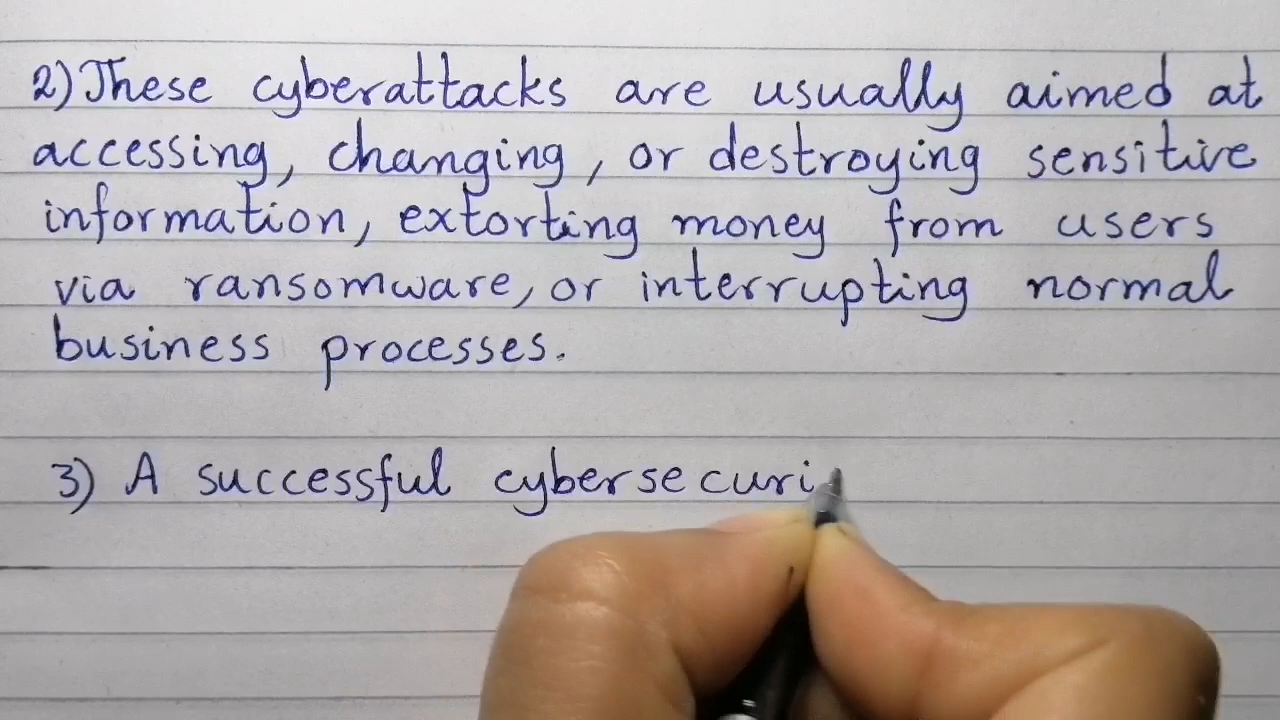 2) These cyberattacks are usually aimed at
accessing, changing, or destroying sensitive
information, extorting money from users
via ransomware, or interrupting normal
business processes.
3) A successful cybersecuri